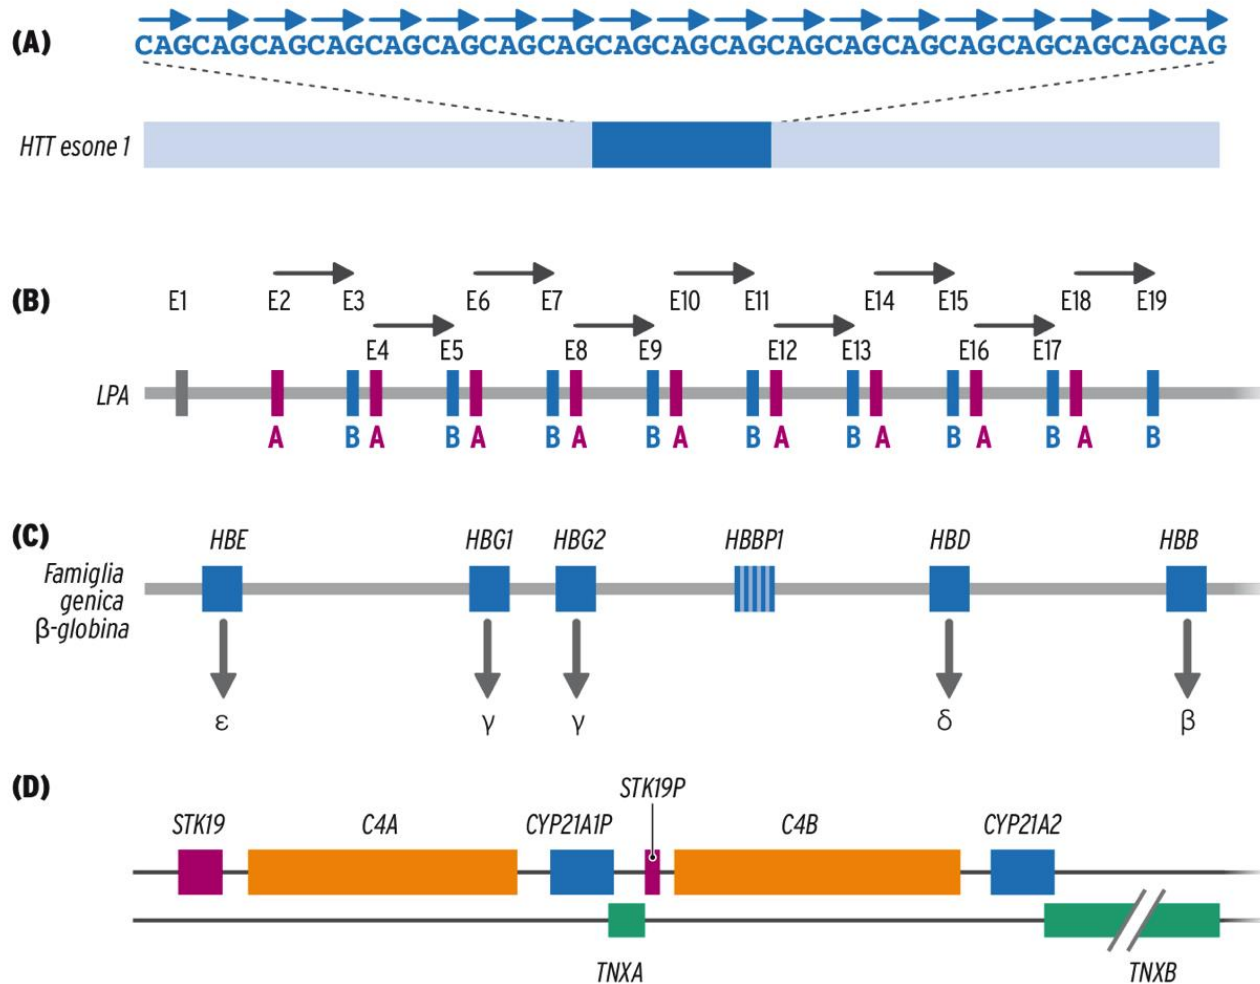 (A)
CAGCAGCAGCAGCAGCAGCAGCAGCAGCAGCAGCAGCAGCAGCAGCAGCAGCAGCAG
HTT esone 1
(B)
E1 E2 E3 E6 E7 E10 E11 E14 E15 E18 E19
E4 E5 E8 E9 E12 E13 E16 E17
LPA
A B A B A B A B A B A B A B A B A B
(C)
HBE HBG1 HBG2 HBBP1 HBD HBB
Famiglia
genica
β-globina
ε γ γ δ β
(D)
STK19P
STK19 C4A CYP21A1P C4B CYP21A2
TNXA TNXB